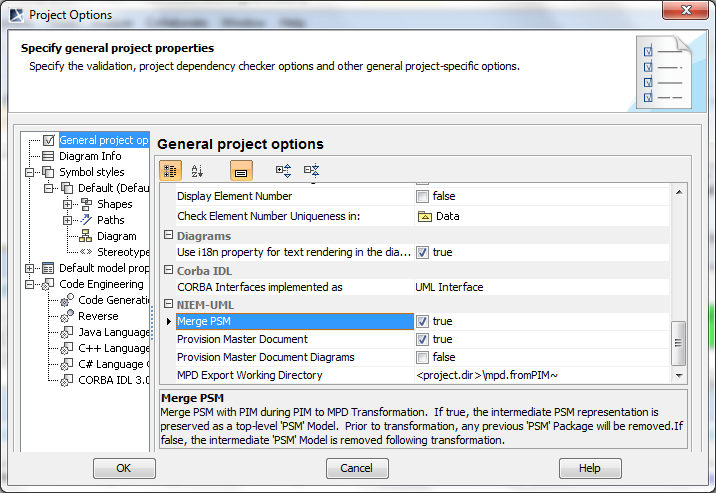 Project Options
Specify general project properties
Specify the validation, project dependency checker options and other general project-specific options.
General project op
Diagram Info
Symbol styles
Default (Defau
Shapes
Paths
Diagram
Stereotype
Default model prop
Code Engineering
Code Generati
Reverse
Java Language
C++ Language
C# Language
CORBA IDL 3.0
General project options
Display Element Number false
Check Element Number Uniqueness in: Data
Diagrams
Use i18n property for text rendering in the dia... true
Corba IDL
CORBA Interfaces implemented as UML Interface
NIEM-UML
Merge PSM true
Provision Master Document true
Provision Master Document Diagrams false
MPD Export Working Directory <project.dir>\mpd.fromPIM~
Merge PSM
Merge PSM with PIM during PIM to MPD Transformation. If true, the intermediate PSM representation is
preserved as a top-level 'PSM' Model. Prior to transformation, any previous 'PSM' Package will be removed.If
false, the intermediate 'PSM' Model is removed following transformation.
OK Cancel Help